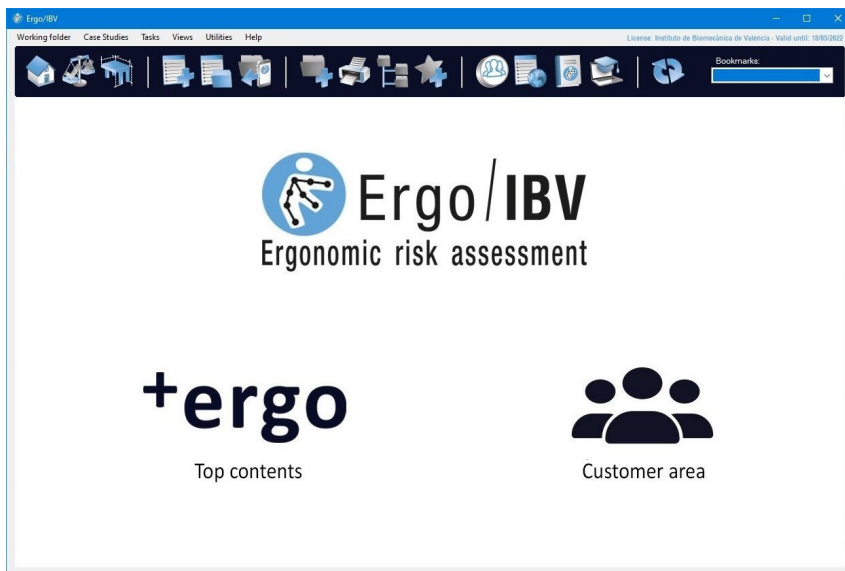 Ergo/IBV
Working folder Case Studies Tasks Views Utilities Help
License: Instituto de Biomecánica de Valencia - Valid until: 18/05/2022
Bookmarks:
Ergo/IBV
Ergonomic risk assessment
+ergo
Top contents
Customer area